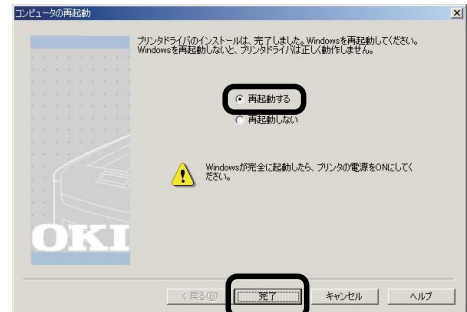 コンピュータの再起動
プリンタドライバのインストールは、完了しました。Windowsを再起動してください。
Windowsを再起動しないと、プリンタドライバは正しく動作しません。
再起動する
再起動しない
Windowsが完全に起動したら、プリンタの電源をONにしてく
ださい。
OKI
< 戻る(B)
完了
キャンセル
ヘルプ